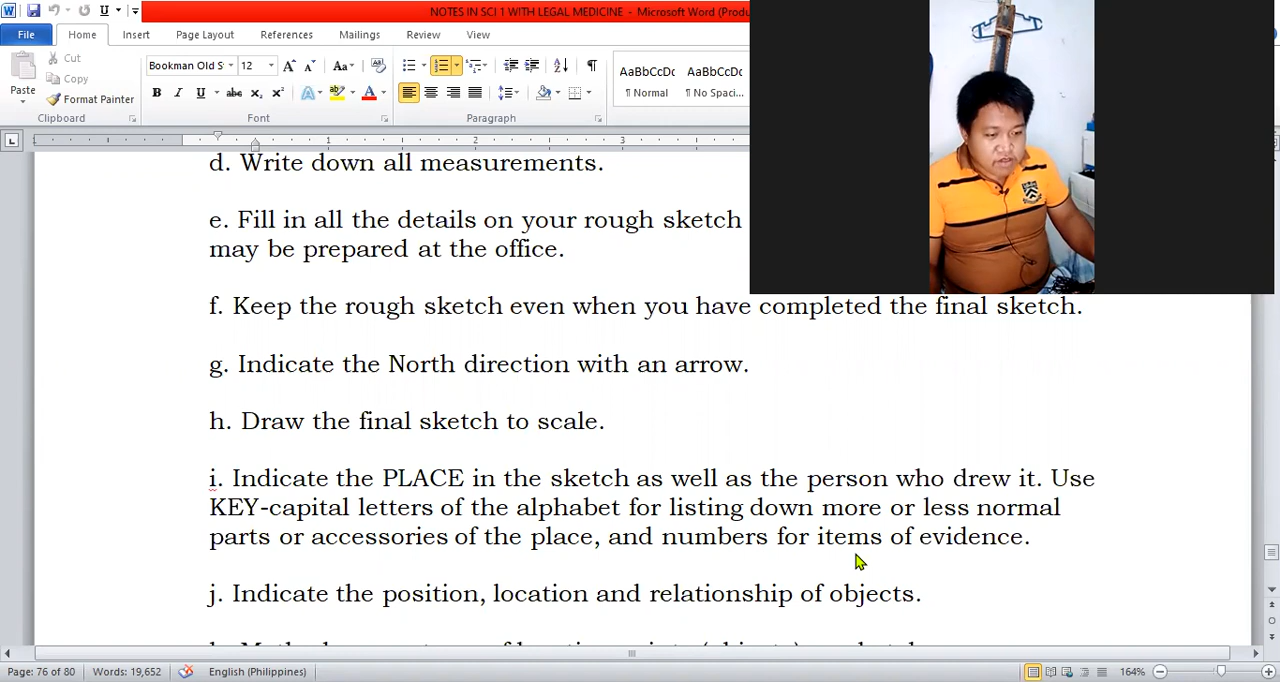 NOTES IN SCI 1 WITH LEGAL MEDICINE - Microsoft Word (Produ
File Home Insert Page Layout References Mailings Review View
Cut
Copy
Paste
Format Painter
Bookman Old S 12
AaBbCcDc AaBbCcDc
¶ Normal ¶ No Spaci...
Clipboard Font Paragraph
1 2 3
d. Write down all measurements.
e. Fill in all the details on your rough sketch
may be prepared at the office.
f. Keep the rough sketch even when you have completed the final sketch.
g. Indicate the North direction with an arrow.
h. Draw the final sketch to scale.
i. Indicate the PLACE in the sketch as well as the person who drew it. Use
KEY-capital letters of the alphabet for listing down more or less normal
parts or accessories of the place, and numbers for items of evidence.
j. Indicate the position, location and relationship of objects.
Page: 76 of 80 Words: 19,652 English (Philippines) 164%